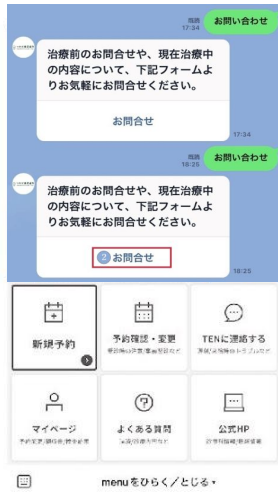 既読
17:34
お問い合わせ
治療前のお問合せや、現在治療中
の内容について、下記フォームよ
りお気軽にお問合せください。
お問合せ
17:34
既読
18:25
お問い合わせ
治療前のお問合せや、現在治療中
の内容について、下記フォームよ
りお気軽にお問合せください。
2 お問合せ
18:25
新規予約
予約確認・変更
TENに連絡する
マイページ
よくある質問
公式HP
menuをひらく/とじる